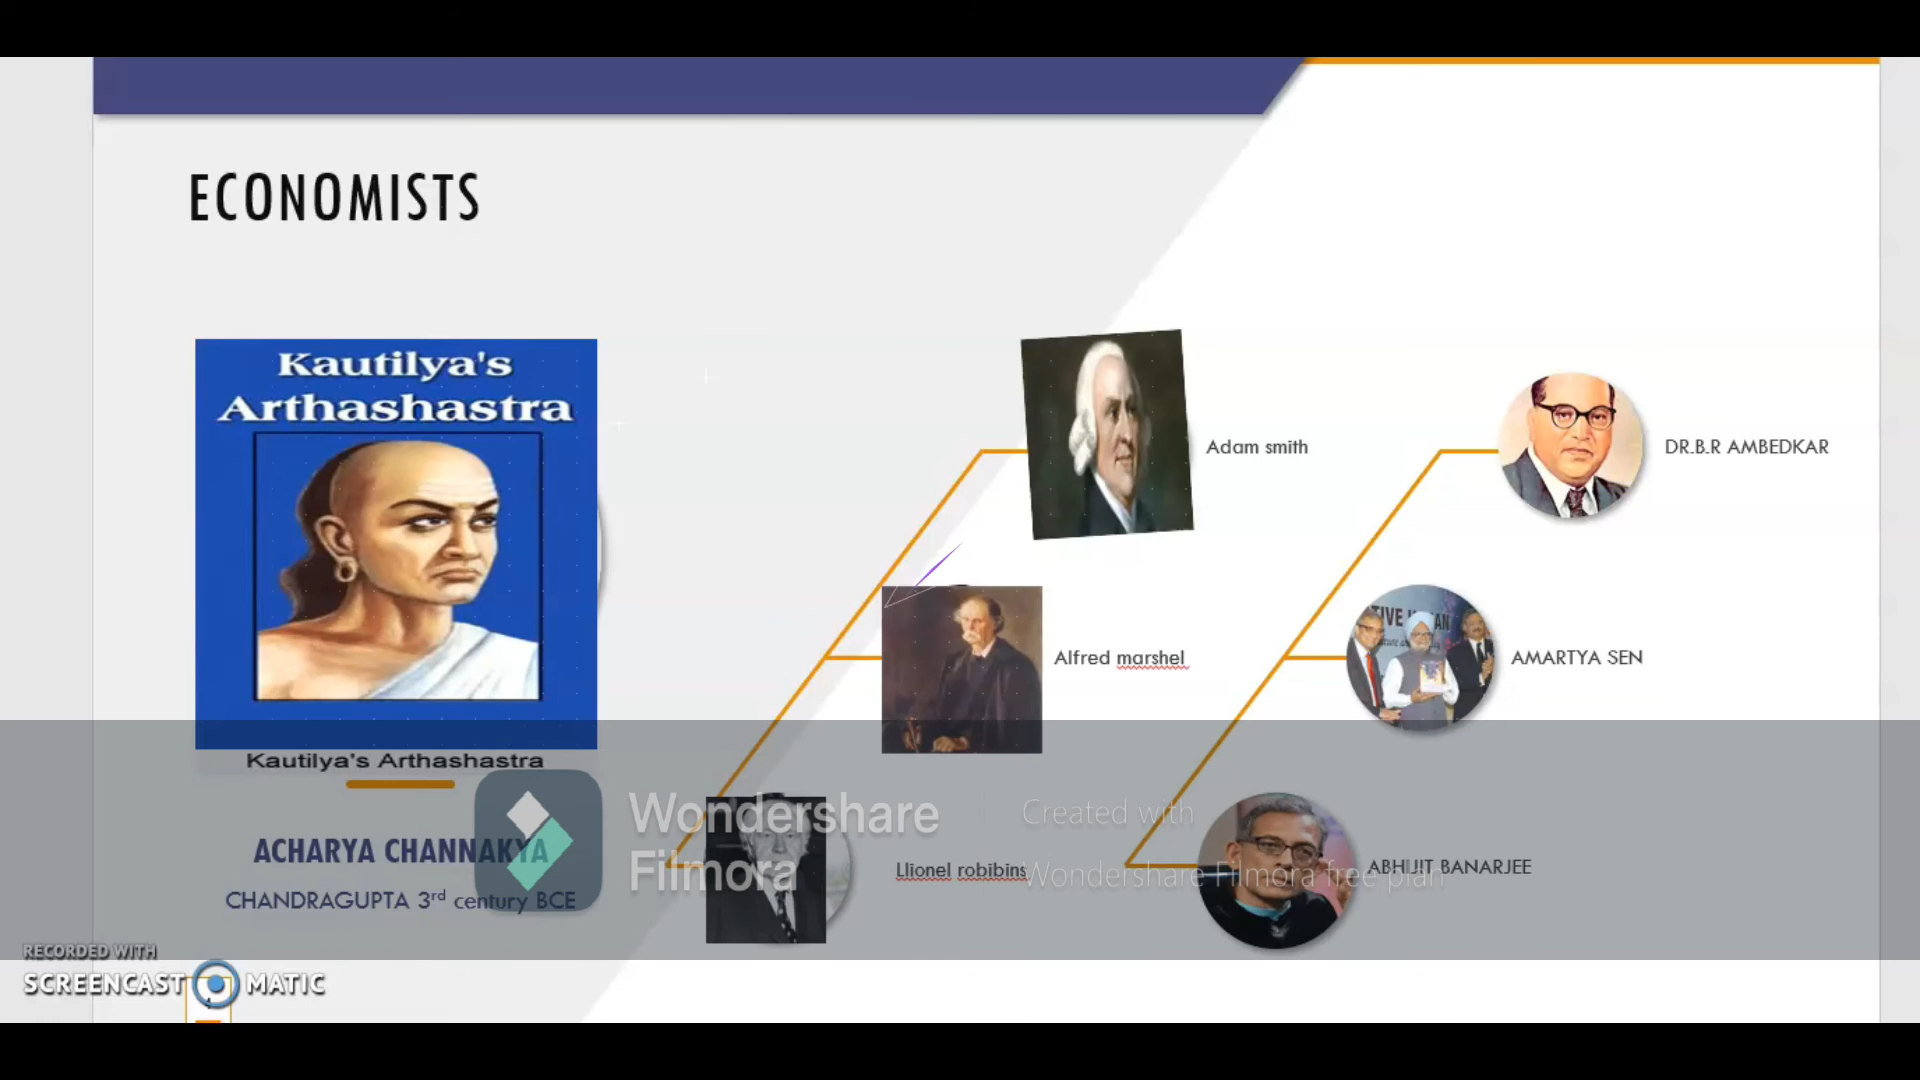 ECONOMISTS
Kautilya's
Arthashastra
Kautilya's Arthashastra
ACHARYA CHANNAKYA
CHANDRAGUPTA 3rd century BCE
Adam smith
Alfred marshel
Llionel robibins
DR.B.R AMBEDKAR
AMARTYA SEN
ABHIJIT BANARJEE
Wondershare
Filmora
Created with
Wondershare Filmora free plan
RECORDED WITH
SCREENCAST MATIC